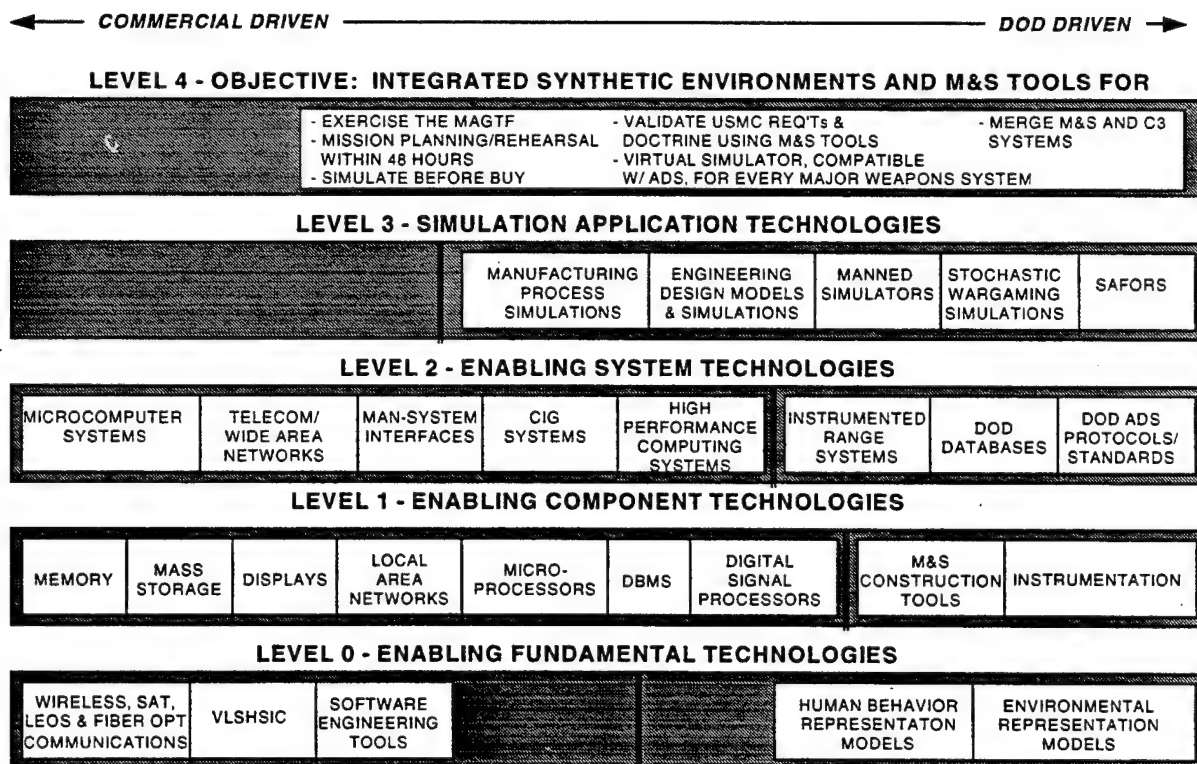 COMMERCIAL DRIVEN
DOD DRIVEN
LEVEL 4 - OBJECTIVE: INTEGRATED SYNTHETIC ENVIRONMENTS AND M&S TOOLS FOR
- EXERCISE THE MAGTF
- MISSION PLANNING/REHEARSAL
WITHIN 48 HOURS
- SIMULATE BEFORE BUY
- VALIDATE USMC REQ'Ts &
DOCTRINE USING M&S TOOLS
- VIRTUAL SIMULATOR, COMPATIBLE
W/ ADS, FOR EVERY MAJOR WEAPONS SYSTEM
- MERGE M&S AND C3
SYSTEMS
LEVEL 3 - SIMULATION APPLICATION TECHNOLOGIES
MANUFACTURING
PROCESS
SIMULATIONS
ENGINEERING
DESIGN MODELS
& SIMULATIONS
MANNED
SIMULATORS
STOCHASTIC
WARGAMING
SIMULATIONS
SAFORS
LEVEL 2 - ENABLING SYSTEM TECHNOLOGIES
MICROCOMPUTER
SYSTEMS
TELECOM/
WIDE AREA
NETWORKS
MAN-SYSTEM
INTERFACES
CIG
SYSTEMS
HIGH
PERFORMANCE
COMPUTING
SYSTEMS
INSTRUMENTED
RANGE
SYSTEMS
DOD
DATABASES
DOD ADS
PROTOCOLS/
STANDARDS
LEVEL 1 - ENABLING COMPONENT TECHNOLOGIES
MEMORY
MASS
STORAGE
DISPLAYS
LOCAL
AREA
NETWORKS
MICRO-
PROCESSORS
DBMS
DIGITAL
SIGNAL
PROCESSORS
M&S
CONSTRUCTION
TOOLS
INSTRUMENTATION
LEVEL 0 - ENABLING FUNDAMENTAL TECHNOLOGIES
WIRELESS, SAT,
LEOS & FIBER OPT
COMMUNICATIONS
VLSHSIC
SOFTWARE
ENGINEERING
TOOLS
HUMAN BEHAVIOR
REPRESENTATON
MODELS
ENVIRONMENTAL
REPRESENTATION
MODELS